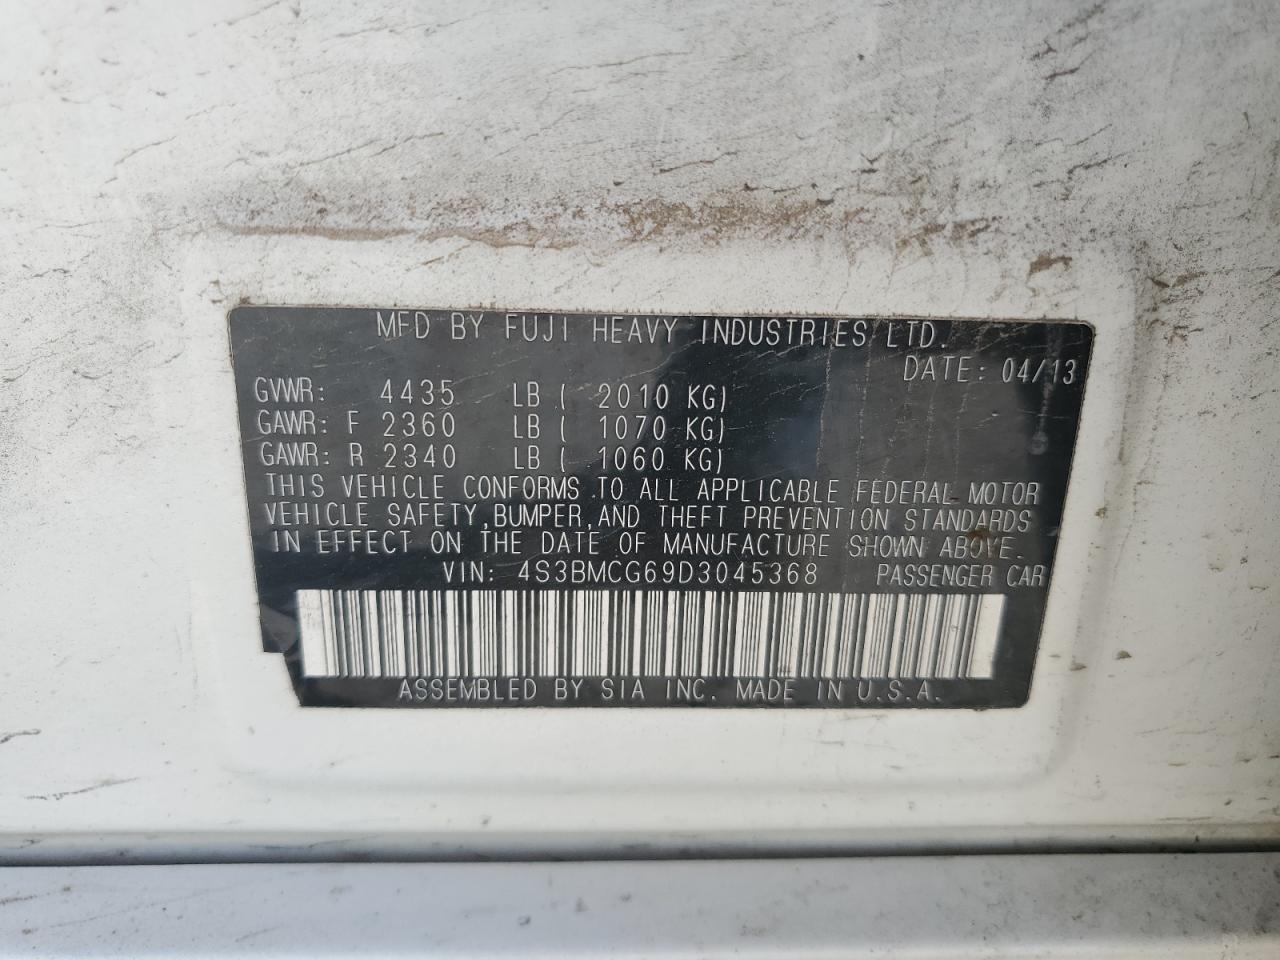 MFD BY FUJI HEAVY INDUSTRIES LTD.
DATE: 04/13
GVWR: 4435 LB ( 2010 KG)
GAWR: F 2360 LB ( 1070 KG)
GAWR: R 2340 LB ( 1060 KG)
THIS VEHICLE CONFORMS TO ALL APPLICABLE FEDERAL MOTOR
VEHICLE SAFETY, BUMPER, AND THEFT PREVENTION STANDARDS
IN EFFECT ON THE DATE OF MANUFACTURE SHOWN ABOVE.
VIN: 4S3BMCG69D3045368 PASSENGER CAR
ASSEMBLED BY SIA INC. MADE IN U.S.A.